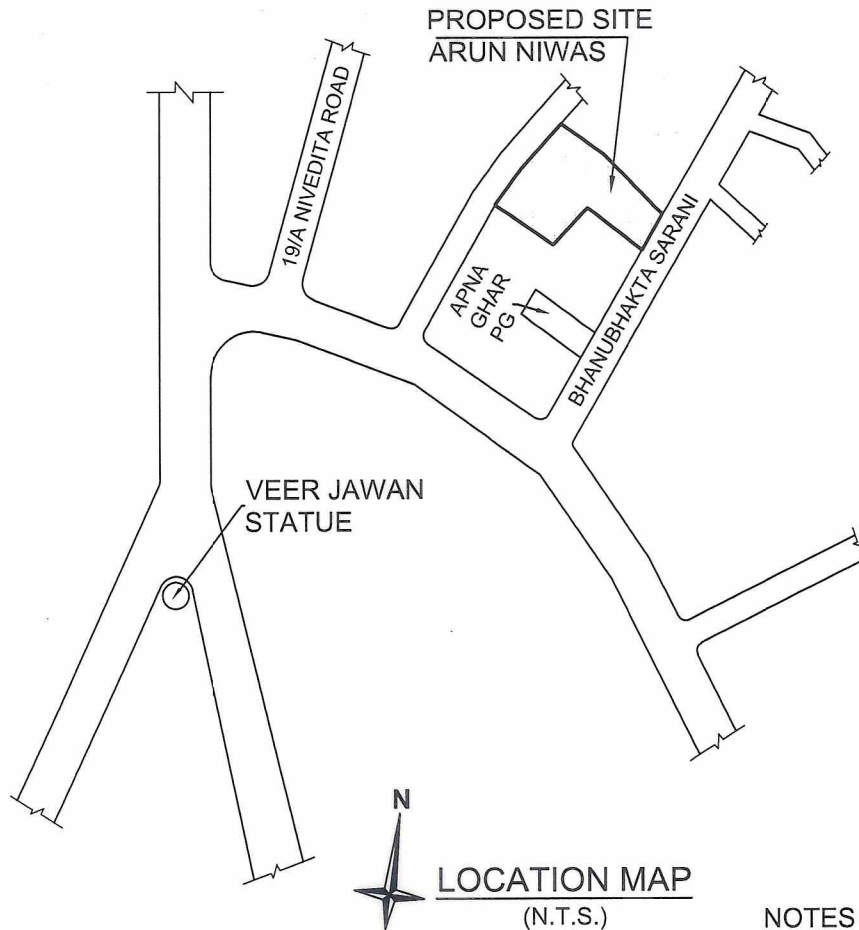 PROPOSED SITE
ARUN NIWAS
19/A NIVEDITA ROAD
APNA
GHAR
PG
BHANUBHAKTA SARANI
VEER JAWAN
STATUE
N
LOCATION MAP
(N.T.S.)
NOTES